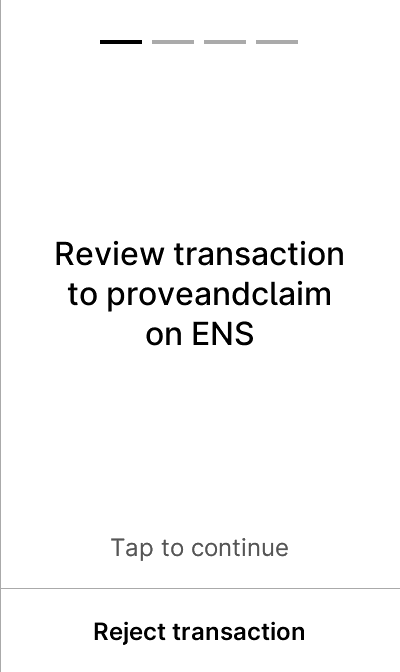 Review transaction
to proveandclaim
on ENS
Tap to continue
Reject transaction